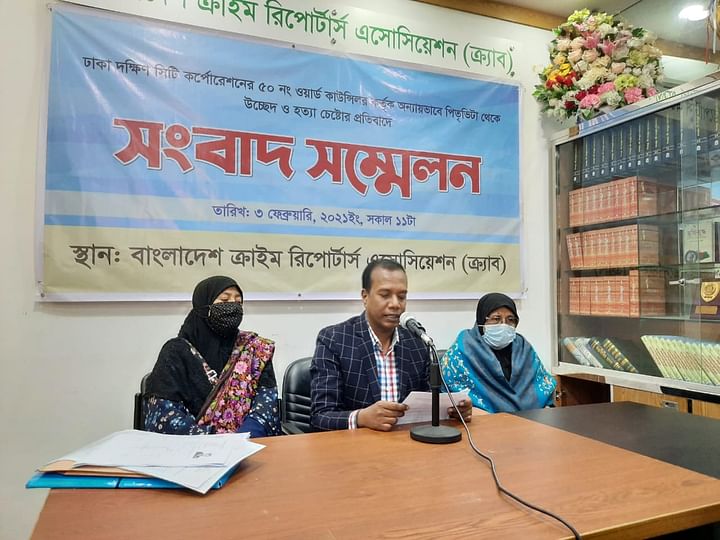 ক্রাইম রিপোর্টার্স এসোসিয়েশন (ক্র্যাব)
ঢাকা দক্ষিণ সিটি কর্পোরেশনের ৫০ নং ওয়ার্ড কাউন্সিলর কর্তৃক অন্যায়ভাবে পিতৃভিটা থেকে
উচ্ছেদ ও হত্যা চেষ্টার প্রতিবাদে
সংবাদ সম্মেলন
তারিখ: ৩ ফেব্রুয়ারি, ২০২১ইং, সকাল ১১টা
স্থান: বাংলাদেশ ক্রাইম রিপোর্টার্স এসোসিয়েশন (ক্র্যাব)